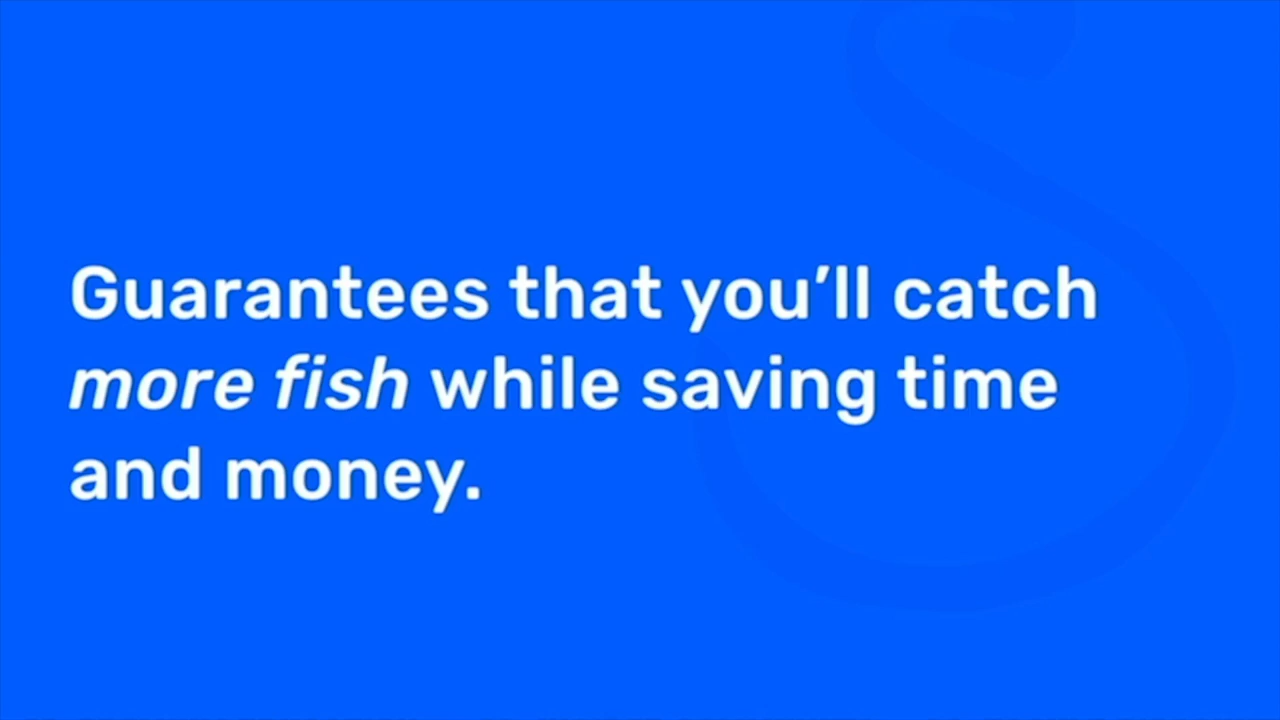 Guarantees that you’ll catch
more fish while saving time
and money.